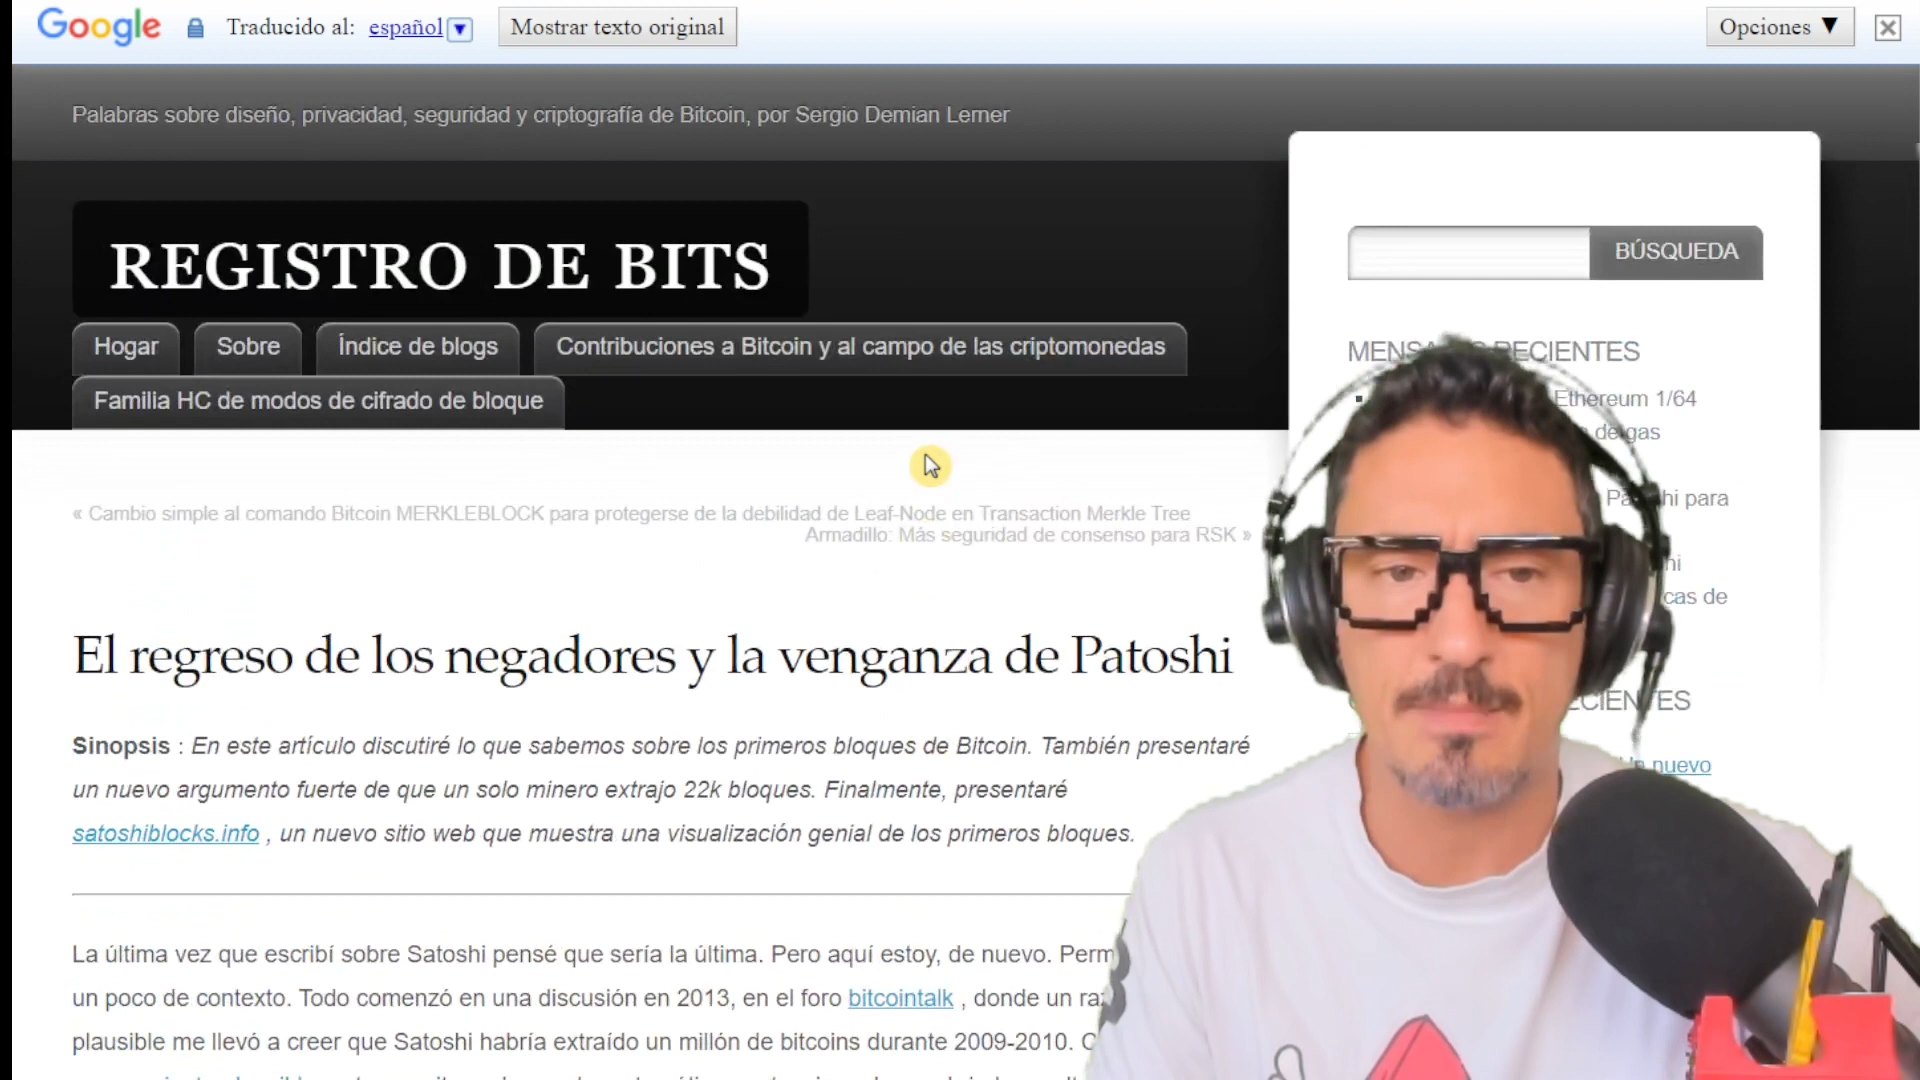 Google Traducido al: español Mostrar texto original Opciones ▼
Palabras sobre diseño, privacidad, seguridad y criptografía de Bitcoin, por Sergio Demian Lerner
REGISTRO DE BITS
BÚSQUEDA
Hogar Sobre Índice de blogs Contribuciones a Bitcoin y al campo de las criptomonedas
Familia HC de modos de cifrado de bloque
« Cambio simple al comando Bitcoin MERKLEBLOCK para protegerse de la debilidad de Leaf-Node en Transaction Merkle Tree
Armadillo: Más seguridad de consenso para RSK »
El regreso de los negadores y la venganza de Patoshi
Sinopsis : En este artículo discutiré lo que sabemos sobre los primeros bloques de Bitcoin. También presentaré
un nuevo argumento fuerte de que un solo minero extrajo 22k bloques. Finalmente, presentaré
satoshiblocks.info , un nuevo sitio web que muestra una visualización genial de los primeros bloques.
La última vez que escribí sobre Satoshi pensé que sería la última. Pero aquí estoy, de nuevo.
un poco de contexto. Todo comenzó en una discusión en 2013, en el foro bitcointalk , donde un
plausible me llevó a creer que Satoshi habría extraído un millón de bitcoins durante 2009-2010.
Ethereum 1/64
de gas
para
de
nuevo